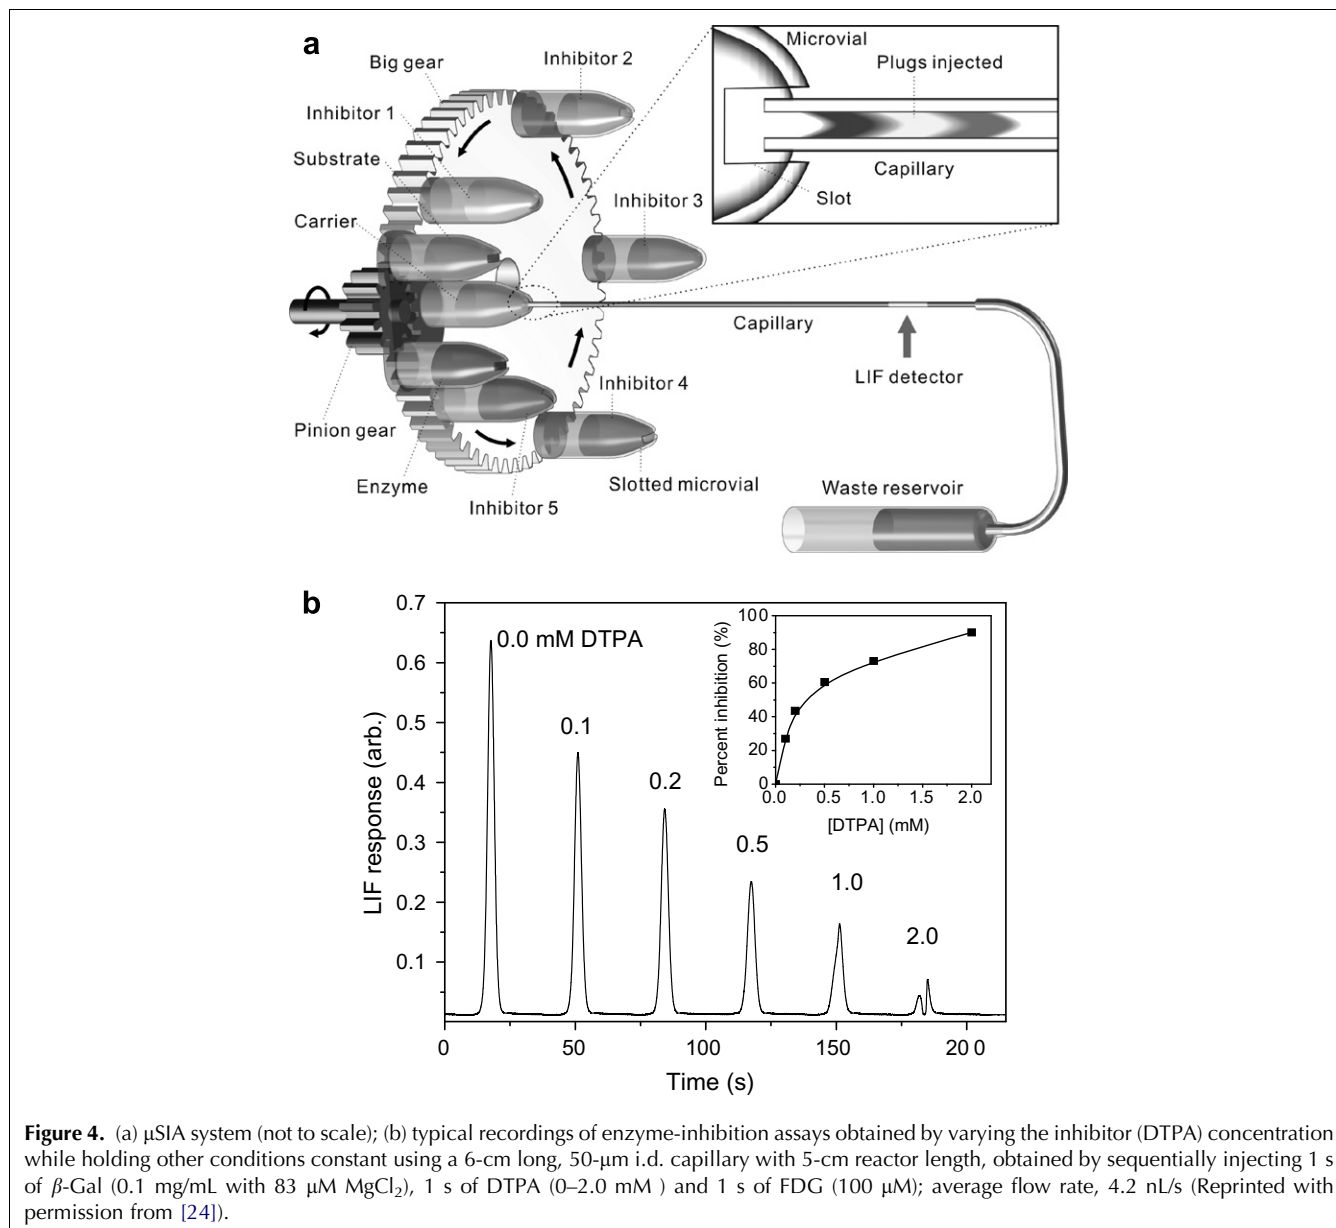 a
Big gear
Inhibitor 2
Inhibitor 1
Substrate
Carrier
Inhibitor 3
Microvial
Plugs injected
Capillary
Slot
Capillary
LIF detector
Inhibitor 4
Pinion gear
Enzyme
Inhibitor 5
Slotted microvial
Waste reservoir
b
0.7
0.6
0.5
0.4
0.3
0.2
0.1
LIF response (arb.)
0.0 mM DTPA
0.1
0.2
0.5
1.0
2.0
0
50
100
150
20 0
Time (s)
100
80
60
40
20
0
Percent inhibition (%)
0.0
0.5
1.0
1.5
2.0
[DTPA] (mM)
Figure 4. (a) µSIA system (not to scale); (b) typical recordings of enzyme-inhibition assays obtained by varying the inhibitor (DTPA) concentration
while holding other conditions constant using a 6-cm long, 50-µm i.d. capillary with 5-cm reactor length, obtained by sequentially injecting 1 s
of β-Gal (0.1 mg/mL with 83 µM MgCl₂), 1 s of DTPA (0–2.0 mM ) and 1 s of FDG (100 µM); average flow rate, 4.2 nL/s (Reprinted with
permission from [24]).